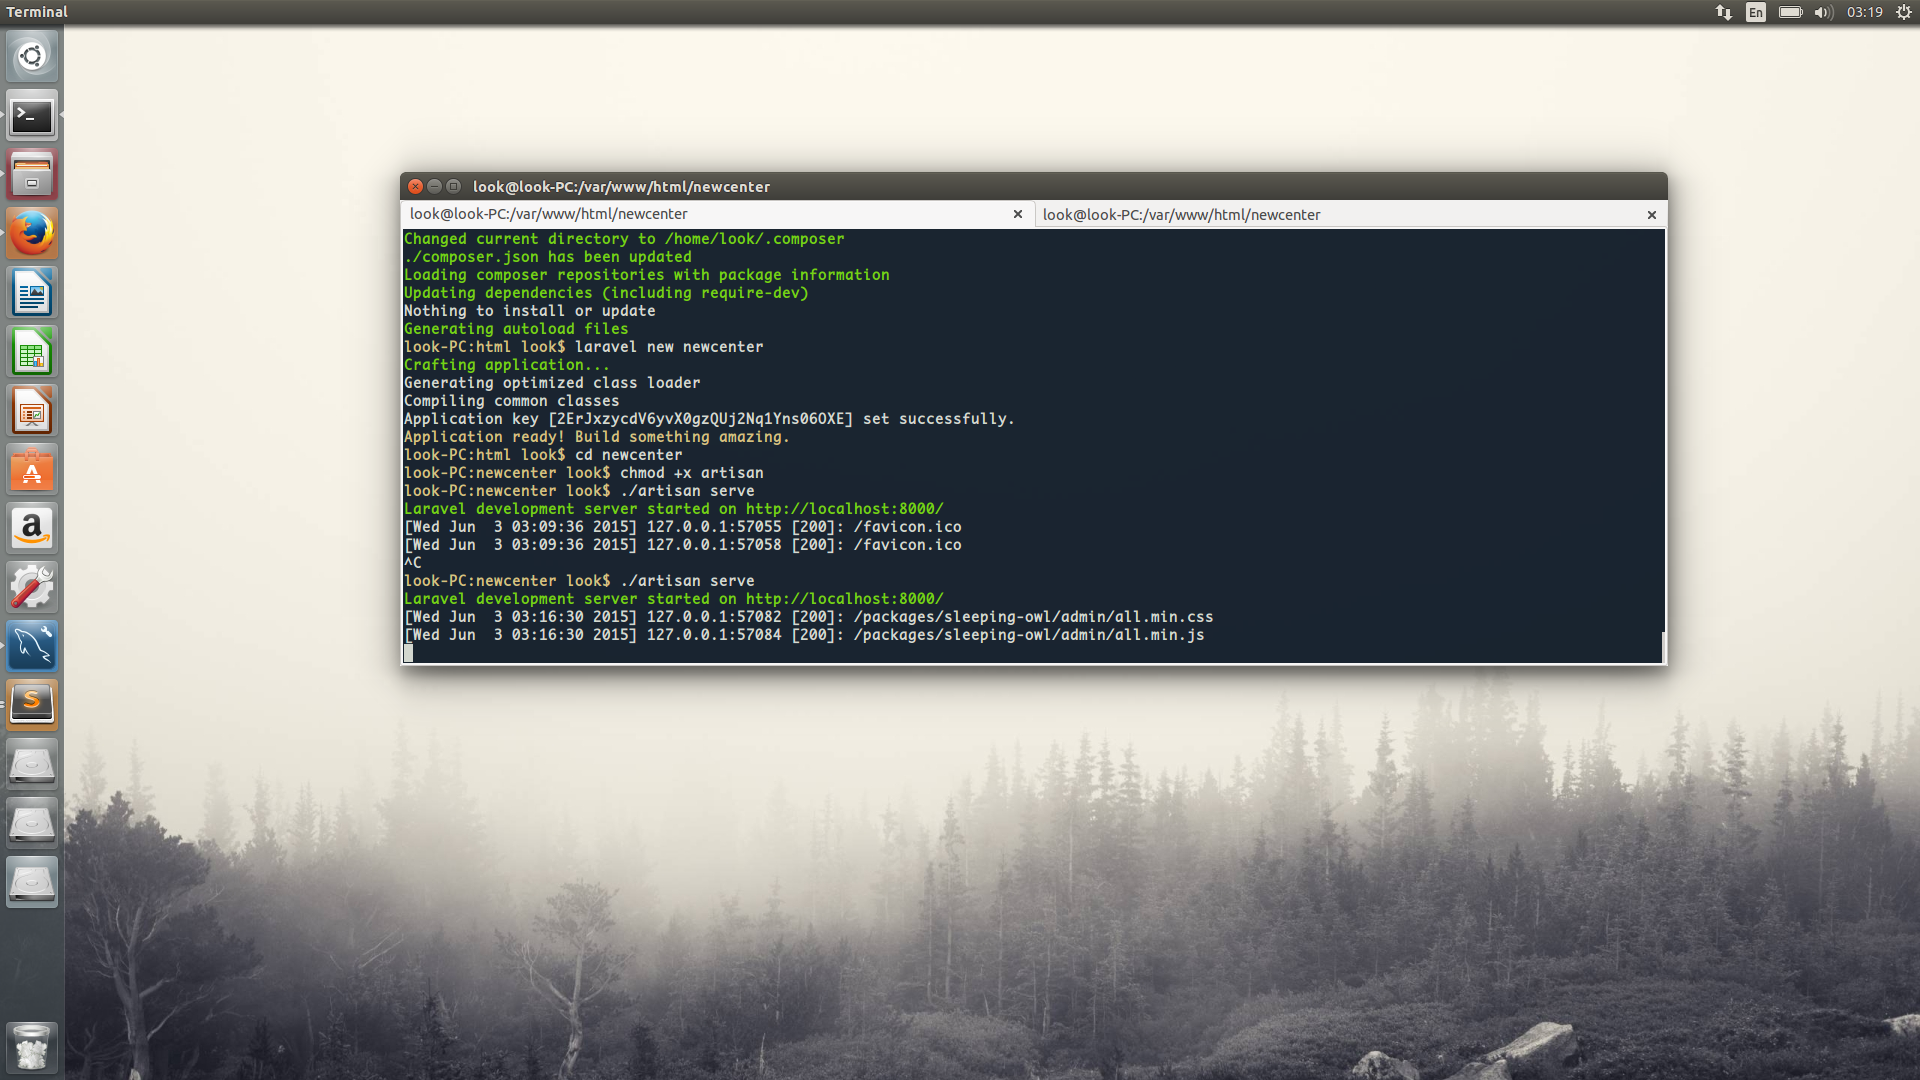 Terminal
En
03:19
look@look-PC:/var/www/html/newcenter
look@look-PC:/var/www/html/newcenter
look@look-PC:/var/www/html/newcenter
Changed current directory to /home/look/.composer
./composer.json has been updated
Loading composer repositories with package information
Updating dependencies (including require-dev)
Nothing to install or update
Generating autoload files
look-PC:html look$ laravel new newcenter
Crafting application...
Generating optimized class loader
Compiling common classes
Application key [2ErJxzycdV6yvX0gzQUj2Nq1Yns06OXE] set successfully.
Application ready! Build something amazing.
look-PC:html look$ cd newcenter
look-PC:newcenter look$ chmod +x artisan
look-PC:newcenter look$ ./artisan serve
Laravel development server started on http://localhost:8000/
[Wed Jun  3 03:09:36 2015] 127.0.0.1:57055 [200]: /favicon.ico
[Wed Jun  3 03:09:36 2015] 127.0.0.1:57058 [200]: /favicon.ico
^C
look-PC:newcenter look$ ./artisan serve
Laravel development server started on http://localhost:8000/
[Wed Jun  3 03:16:30 2015] 127.0.0.1:57082 [200]: /packages/sleeping-owl/admin/all.min.css
[Wed Jun  3 03:16:30 2015] 127.0.0.1:57084 [200]: /packages/sleeping-owl/admin/all.min.js